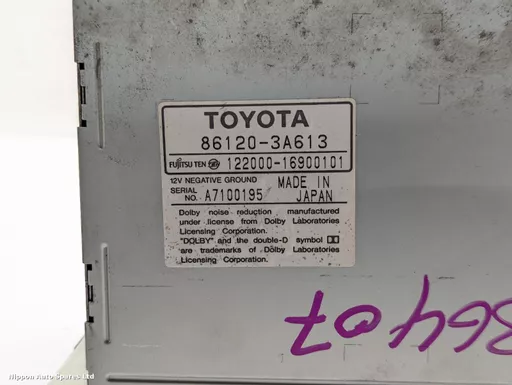 TOYOTA
86120-3A613
FUJITSU TEN 122000-16900101
12V NEGATIVE GROUND MADE IN
SERIAL NO. A7100195 JAPAN
Dolby noise reduction manufactured
under license from Dolby Laboratories
Licensing Corporation.
"DOLBY" and the double-D symbol
are trademarks of Dolby Laboratories
Licensing Corporation.
36407
Nippon Auto Spares Ltd